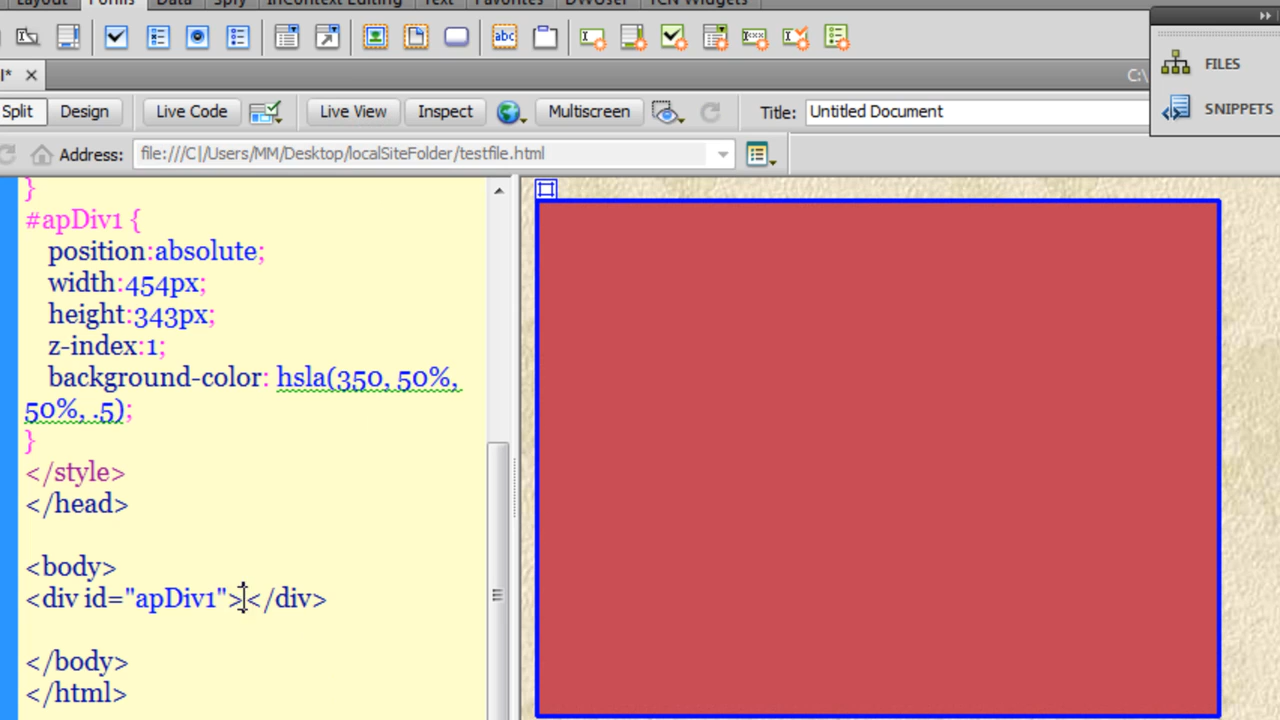 Layout Forms Data Spry InContext Editing Text Favorites DWUser
abc
l* C:\
FILES
SNIPPETS
Split Design Live Code Live View Inspect Multiscreen Title: Untitled Document
Address: file:///C|/Users/MM/Desktop/localSiteFolder/testfile.html
}
#apDiv1 {
position:absolute;
width:454px;
height:343px;
z-index:1;
background-color: hsla(350, 50%,
50%, .5);
}
</style>
</head>
<body>
<div id="apDiv1"></div>
</body>
</html>